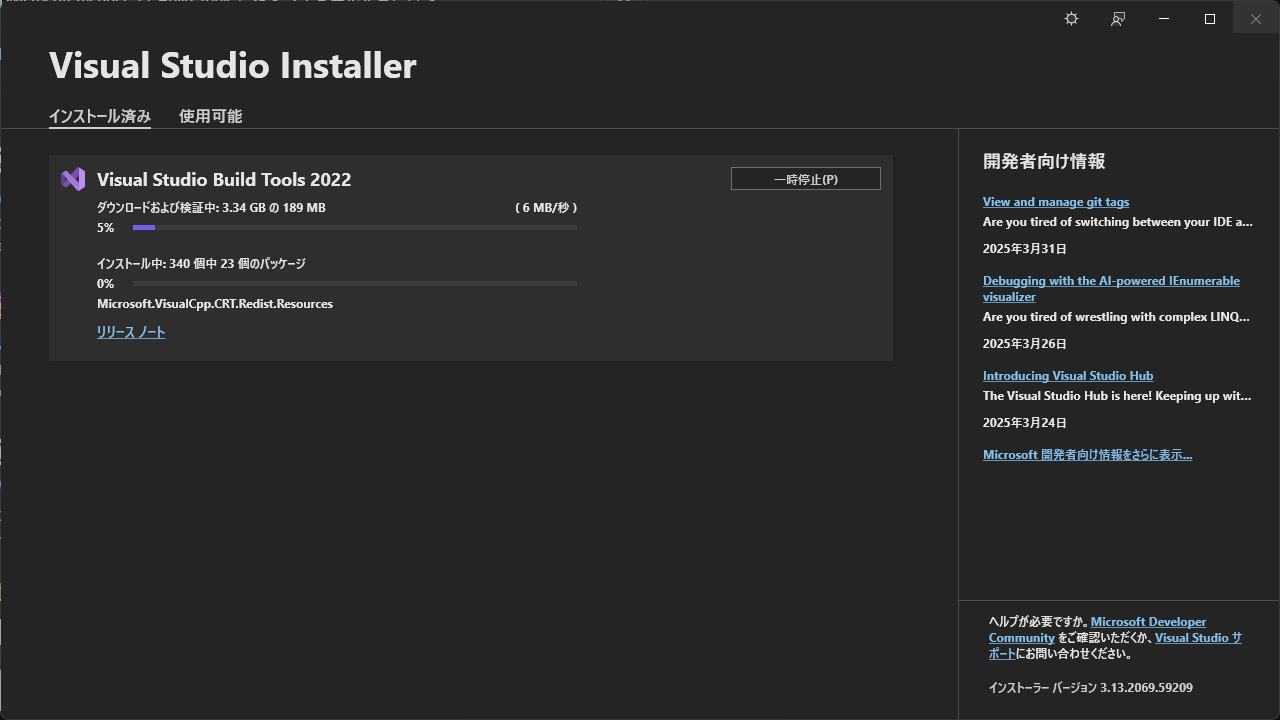 Visual Studio Installer
インストール済み 使用可能
Visual Studio Build Tools 2022
一時停止(P)
ダウンロードおよび検証中: 3.34 GB の 189 MB ( 6 MB/秒 )
5%
インストール中: 340 個中 23 個のパッケージ
0%
Microsoft.VisualCpp.CRT.Redist.Resources
リリース ノート
開発者向け情報
View and manage git tags
Are you tired of switching between your IDE a...
2025年3月31日
Debugging with the AI-powered IEnumerable
visualizer
Are you tired of wrestling with complex LINQ...
2025年3月26日
Introducing Visual Studio Hub
The Visual Studio Hub is here! Keeping up wit...
2025年3月24日
Microsoft 開発者向け情報をさらに表示...
ヘルプが必要ですか。Microsoft Developer
Community をご確認いただくか、Visual Studio サ
ポートにお問い合わせください。
インストーラー バージョン 3.13.2069.59209